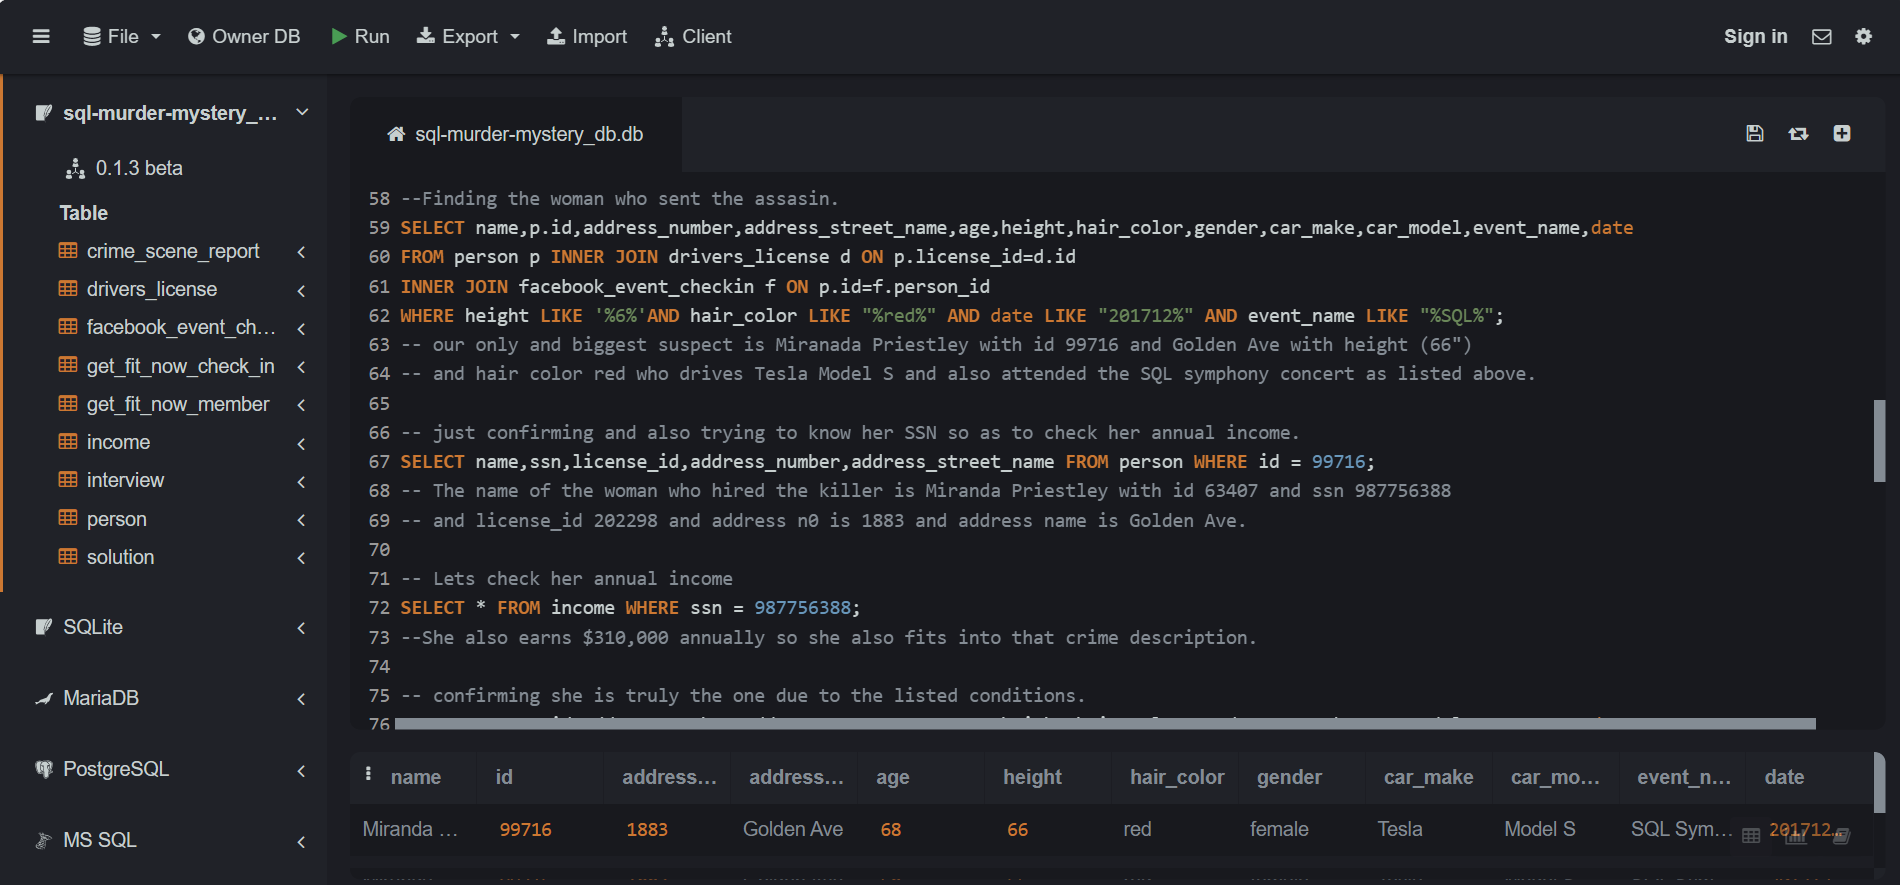 File Owner DB Run Export Import Client Sign in
sql-murder-mystery_...
0.1.3 beta
Table
crime_scene_report
drivers_license
facebook_event_ch...
get_fit_now_check_in
get_fit_now_member
income
interview
person
solution
SQLite
MariaDB
PostgreSQL
MS SQL
sql-murder-mystery_db.db
58 --Finding the woman who sent the assasin.
59 SELECT name,p.id,address_number,address_street_name,age,height,hair_color,gender,car_make,car_model,event_name,date
60 FROM person p INNER JOIN drivers_license d ON p.license_id=d.id
61 INNER JOIN facebook_event_checkin f ON p.id=f.person_id
62 WHERE height LIKE '%6%'AND hair_color LIKE "%red%" AND date LIKE "201712%" AND event_name LIKE "%SQL%";
63 -- our only and biggest suspect is Miranada Priestley with id 99716 and Golden Ave with height (66")
64 -- and hair color red who drives Tesla Model S and also attended the SQL symphony concert as listed above.
65
66 -- just confirming and also trying to know her SSN so as to check her annual income.
67 SELECT name,ssn,license_id,address_number,address_street_name FROM person WHERE id = 99716;
68 -- The name of the woman who hired the killer is Miranda Priestley with id 63407 and ssn 987756388
69 -- and license_id 202298 and address n0 is 1883 and address name is Golden Ave.
70
71 -- Lets check her annual income
72 SELECT * FROM income WHERE ssn = 987756388;
73 --She also earns $310,000 annually so she also fits into that crime description.
74
75 -- confirming she is truly the one due to the listed conditions.
76
name id address... address... age height hair_color gender car_make car_mo... event_n... date
Miranda ... 99716 1883 Golden Ave 68 66 red female Tesla Model S SQL Sym... 201712...